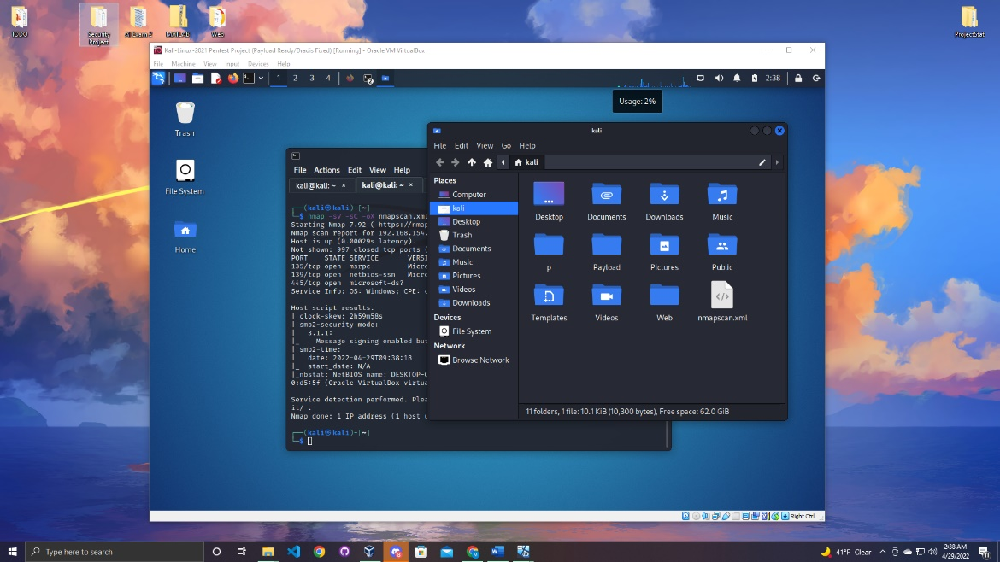 TODO
Security
Project
MATLAB
Web
ProjectStat
Kali-Linux-2021 Pentest Project (Payload Ready/Dradis Fixed) [Running] - Oracle VM VirtualBox
File Machine View Input Devices Help
1 2 3 4
2
2:38
Usage: 2%
Trash
File System
Home
File Actions Edit View Help
kali@kali: ~ × kali@kali: ~ ×
┌──(kali㉿kali)-[~]
└─$ nmap -sV -sC -oX nmapscan.xml
Starting Nmap 7.92 ( https://nmap
Nmap scan report for 192.168.154.
Host is up (0.00029s latency).
Not shown: 997 closed tcp ports (
PORT STATE SERVICE VERSI
135/tcp open msrpc Micro
139/tcp open netbios-ssn Micro
445/tcp open microsoft-ds?
Service Info: OS: Windows; CPE:
Host script results:
|_clock-skew: 2h59m58s
| smb2-security-mode:
| 3.1.1:
|_ Message signing enabled but
| smb2-time:
| date: 2022-04-29T09:38:18
|_ start_date: N/A
|_nbstat: NetBIOS name:
0:d5:5f (Oracle VirtualBox virtua
Service detection performed. Plea
it/ .
Nmap done: 1 IP address (1 host u
┌──(kali㉿kali)-[~]
└─$
kali
File Edit View Go Help
kali
Places
Computer
kali
Desktop
Trash
Documents
Music
Pictures
Videos
Downloads
Devices
File System
Network
Browse Network
Desktop Documents Downloads Music
p Payload Pictures Public
Templates Videos Web nmapscan.xml
11 folders, 1 file: 10.1 KiB (10,300 bytes), Free space: 62.0 GiB
Right Ctrl
Type here to search
41°F Clear
2:38 AM
4/29/2022